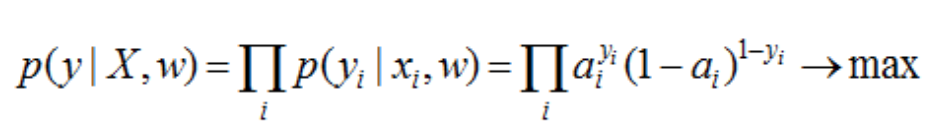 p(y | X, w) = ∏_i p(y_i | x_i, w) = ∏_i a_i^{y_i} (1 − a_i)^{1−y_i} → max